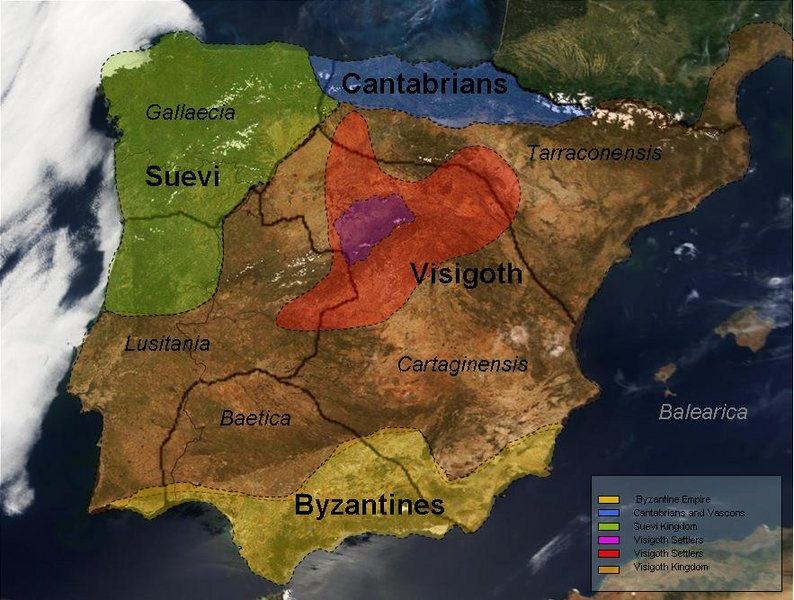 Cantabrians
Gallaecia
Tarraconensis
Suevi
Visigoth
Lusitania
Cartaginensis
Balearica
Baetica
Byzantines
Byzantine Empire
Cantabrians and Vascons
Suevi Kingdom
Visigoth Settlers
Visigoth Settlers
Visigoth Kingdom